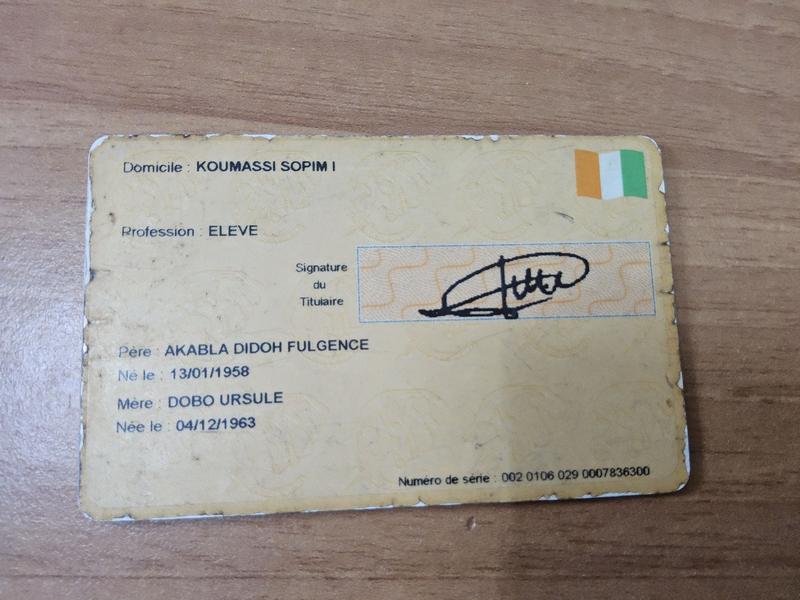 Domicile : KOUMASSI SOPIM I
Profession : ELEVE
Signature
du
Titulaire
Père : AKABLA DIDOH FULGENCE
Né le : 13/01/1958
Mère : DOBO URSULE
Née le : 04/12/1963
Numéro de série : 002 0106 029 0007836300